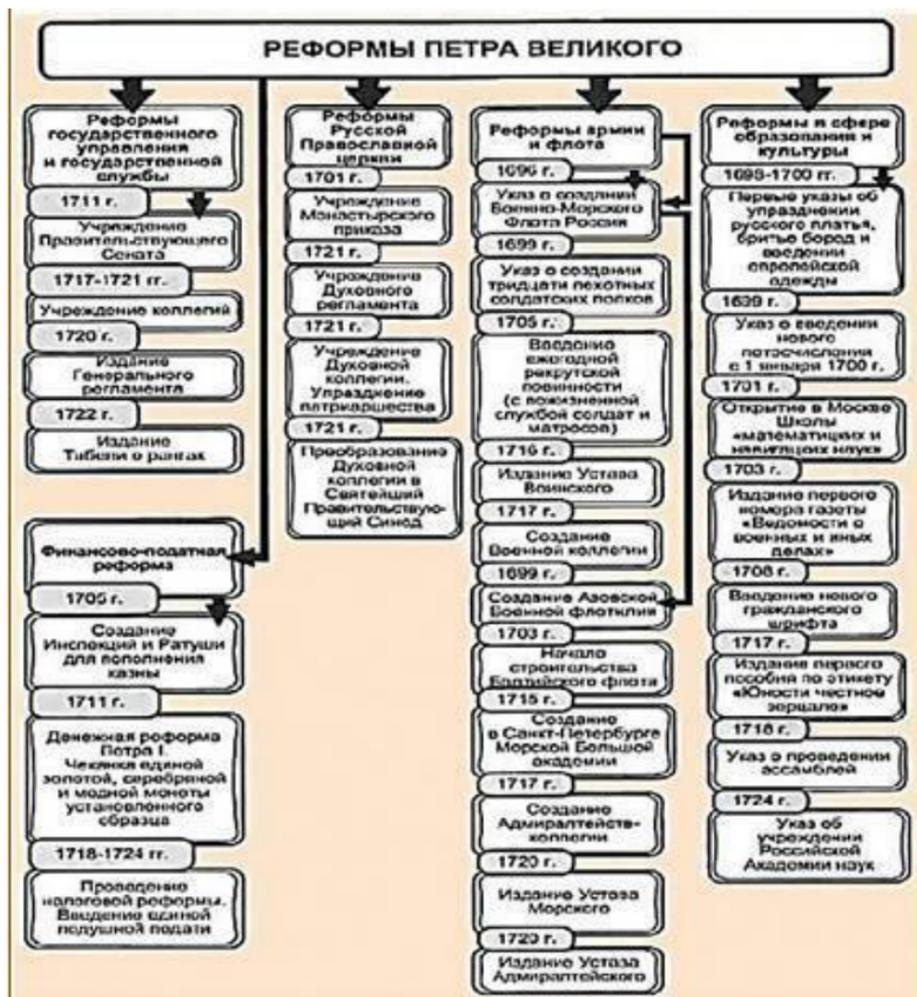 РЕФОРМЫ ПЕТРА ВЕЛИКОГО
Реформы
государственного
управления
и государственной
службы
1711 г.
Учреждение
Правительствующего
Сената
1717-1721 гг.
Учреждение коллегий
1720 г.
Издание
Генерального
регламента
1722 г.
Издание
Табели о рангах
Финансово-податная
реформа
1705 г.
Создание
Инспекций и Ратуши
для пополнения
казны
1711 г.
Денежная реформа
Петра I.
Чеканка единой
золотой, серебряной
и медной монеты
установленного
образца
1718-1724 гг.
Проведение
налоговой реформы.
Введение единой
подушной подати
Реформы
Русской
Православной
церкви
1701 г.
Учреждение
Монастырского
приказа
1721 г.
Учреждение
Духовного
регламента
1721 г.
Учреждение
Духовной
коллегии.
Упразднение
патриаршества
1721 г.
Преобразование
Духовной
коллегии в
Святейший
Правительствую-
щий Синод
Реформы армии
и флота
1696 г.
Указ о создании
Военно-Морского
Флота России
1699 г.
Указ о создании
тридцати пехотных
солдатских полков
1705 г.
Введение
ежегодной
рекрутской
повинности
(с пожизненной
службой солдат и
матросов)
1716 г.
Издание Устава
Воинского
1717 г.
Создание
Военной коллегии
1699 г.
Создание Азовской
Военной флотилии
1703 г.
Начало
строительства
Балтийского флота
1715 г.
Создание
в Санкт-Петербурге
Морской Большой
академии
1717 г.
Создание
Адмиралтейств-
коллегии
1720 г.
Издание Устава
Морского
1720 г.
Издание Устава
Адмиралтейского
Реформы в сфере
образования и
культуры
1698-1700 гг.
Первые указы об
упразднении
русского платья,
бритье бород и
введении
европейской
одежды
1699 г.
Указ о введении
нового
летосчисления
с 1 января 1700 г.
1701 г.
Открытие в Москве
Школы
«математицких и
навигацких наук»
1703 г.
Издание первого
номера газеты
«Ведомости о
военных и иных
делах»
1708 г.
Введение нового
гражданского
шрифта
1717 г.
Издание первого
пособия по этикету
«Юности честное
зерцало»
1718 г.
Указ о проведении
ассамблей
1724 г.
Указ об
учреждении
Российской
Академии наук